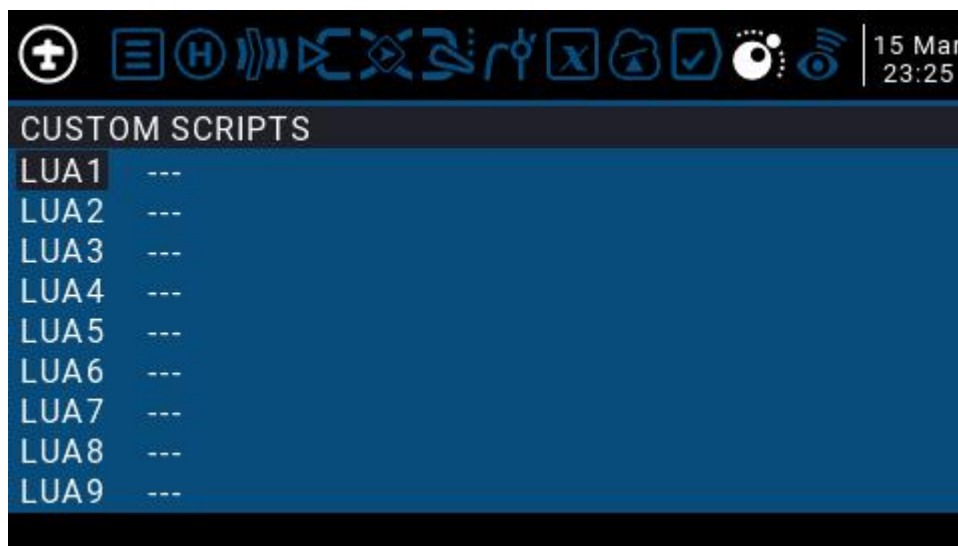 15 Mar
23:25
CUSTOM SCRIPTS
LUA1 ---
LUA2 ---
LUA3 ---
LUA4 ---
LUA5 ---
LUA6 ---
LUA7 ---
LUA8 ---
LUA9 ---